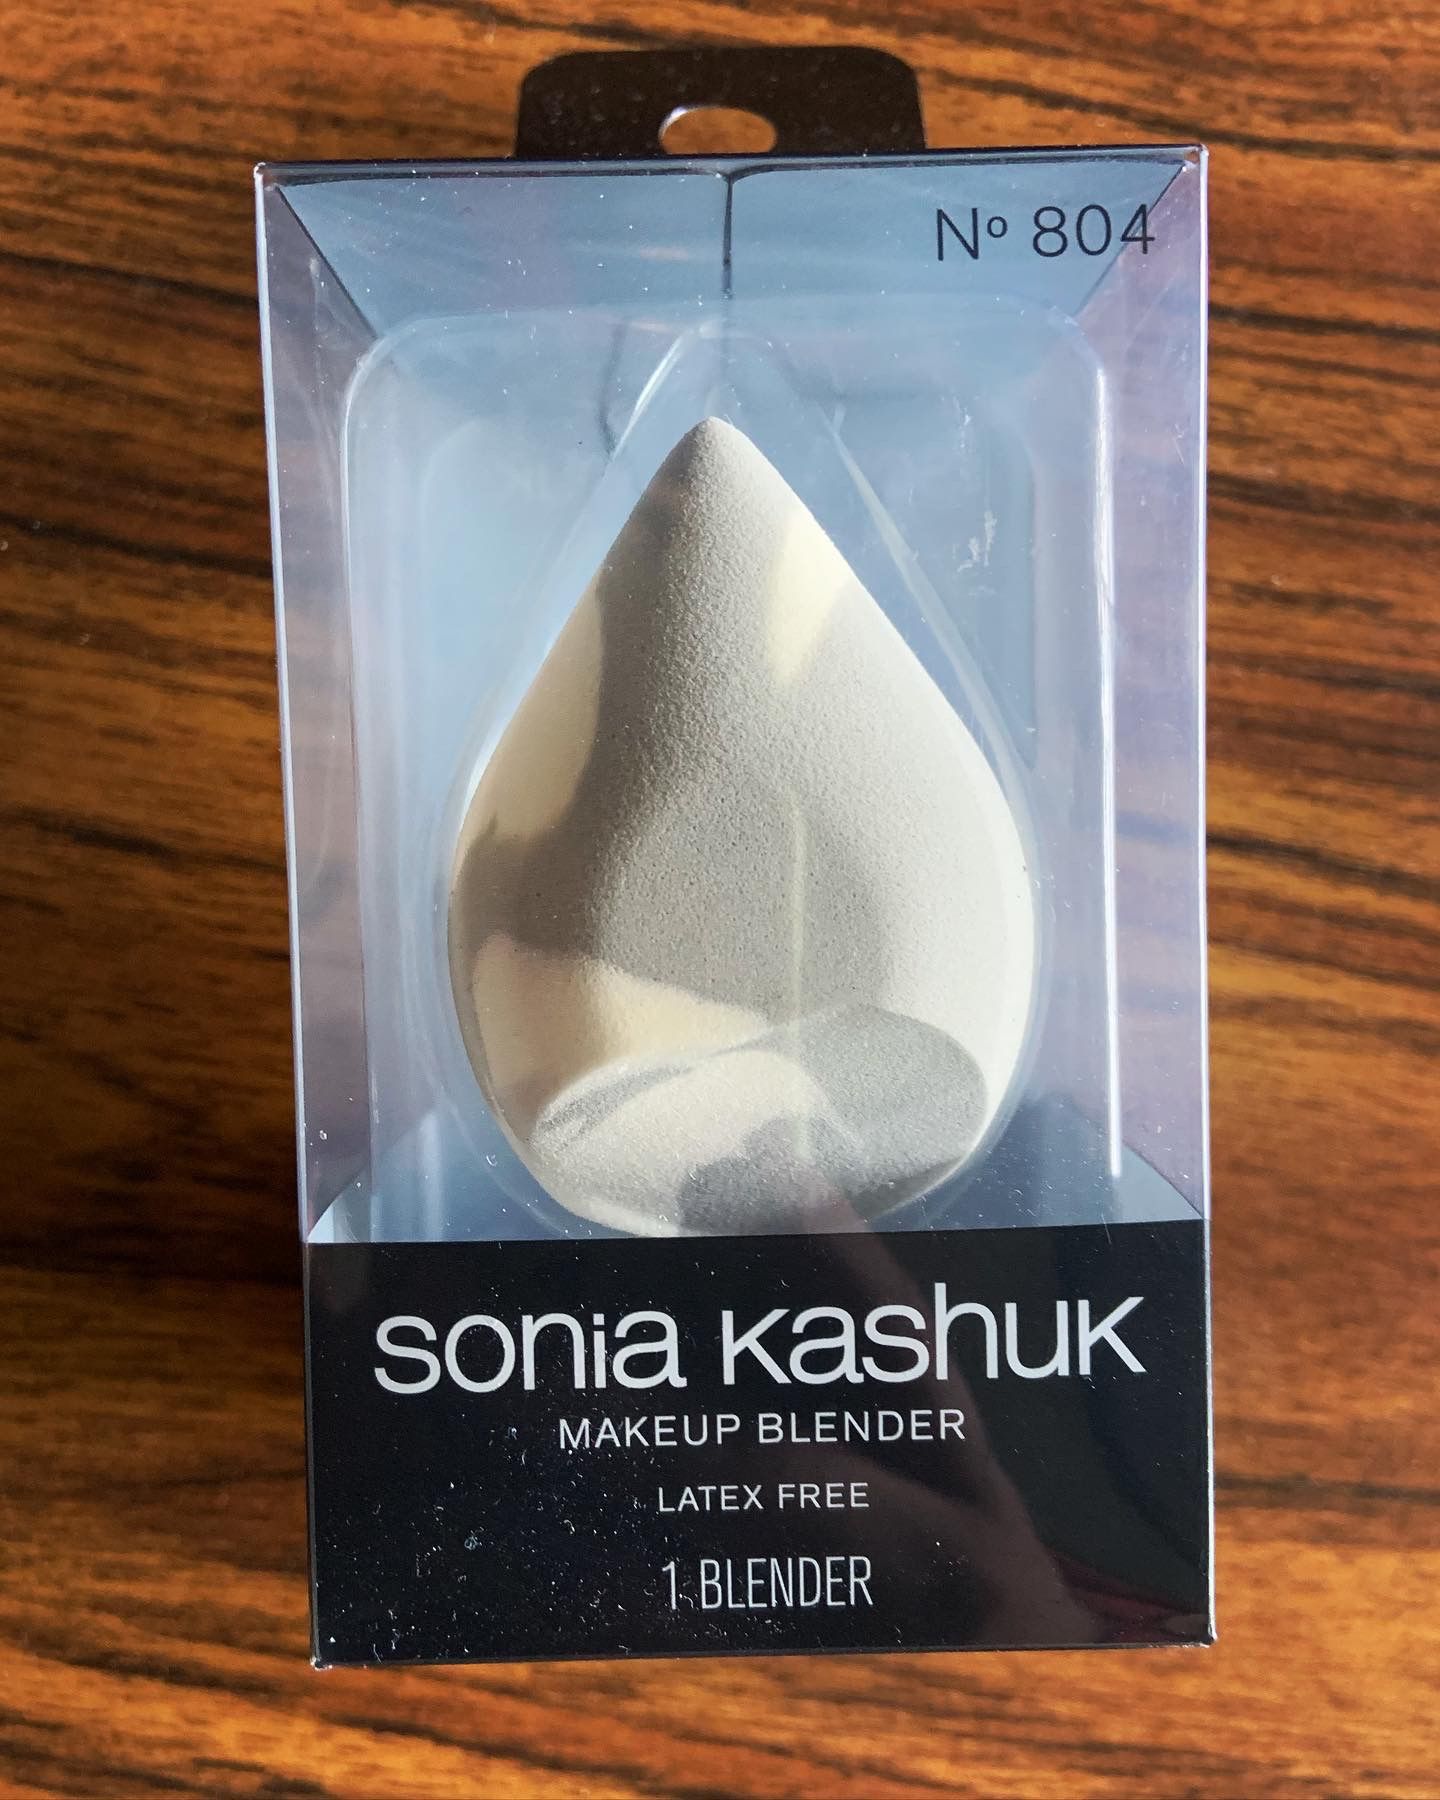 Nº 804
sonia kashuk
MAKEUP BLENDER
LATEX FREE
1 BLENDER